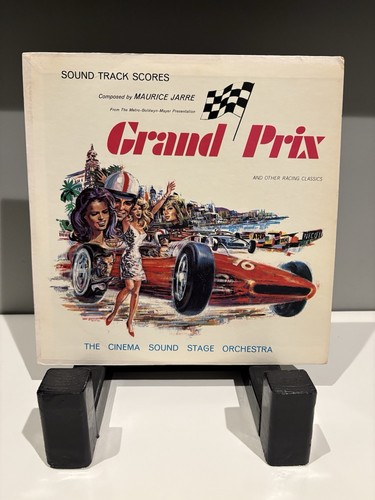 SOUND TRACK SCORES
Composed by MAURICE JARRE
From The Metro-Goldwyn-Mayer Presentation
Grand Prix
AND OTHER RACING CLASSICS
16
THE CINEMA SOUND STAGE ORCHESTRA